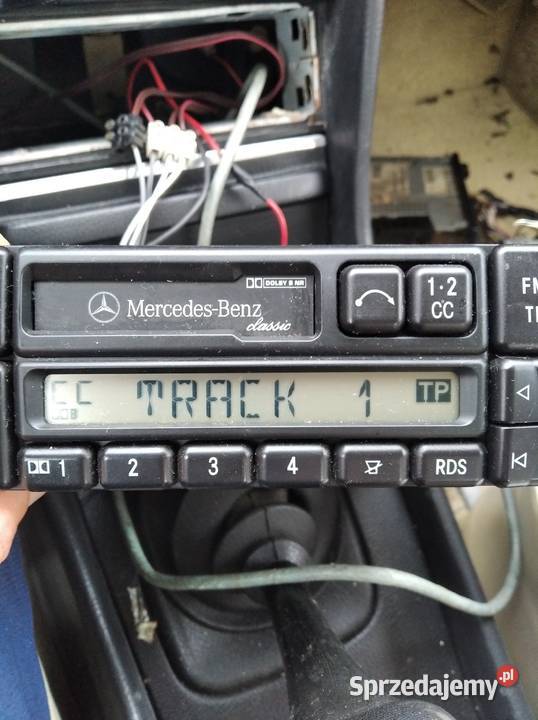 DOLBY B NR
Mercedes-Benz
classic
1·2
CC
FM
CC TRACK 1 TP
1 2 3 4 RDS
Sprzedajemy.pl